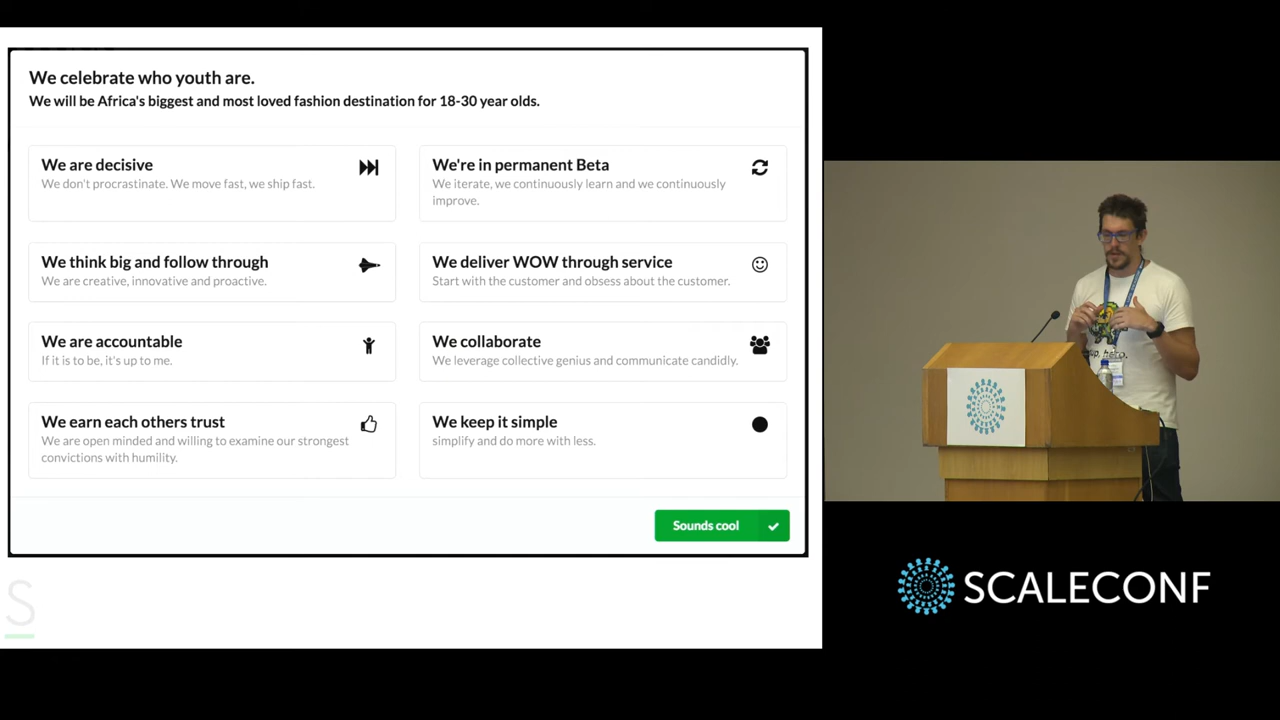 We celebrate who youth are.
We will be Africa's biggest and most loved fashion destination for 18-30 year olds.
We are decisive
We don't procrastinate. We move fast, we ship fast.
We're in permanent Beta
We iterate, we continuously learn and we continuously
improve.
We think big and follow through
We are creative, innovative and proactive.
We deliver WOW through service
Start with the customer and obsess about the customer.
We are accountable
If it is to be, it's up to me.
We collaborate
We leverage collective genius and communicate candidly.
We earn each others trust
We are open minded and willing to examine our strongest
convictions with humility.
We keep it simple
simplify and do more with less.
Sounds cool
S
SCALECONF